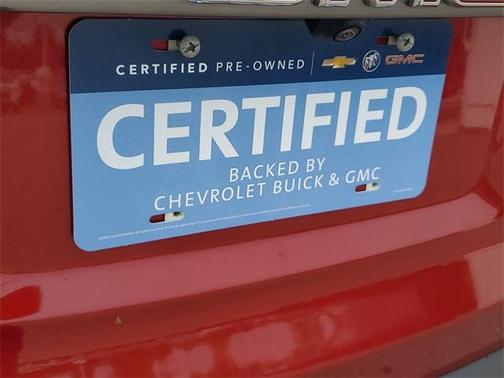 CERTIFIED PRE-OWNED | GMC
CERTIFIED
BACKED BY
CHEVROLET BUICK & GMC